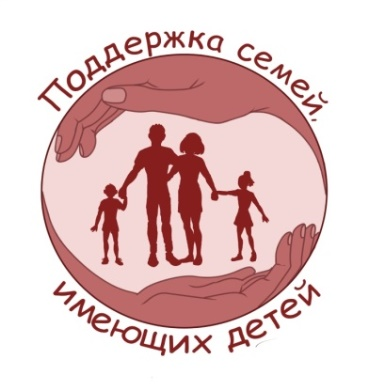 Поддержка семей,
имеющих детей